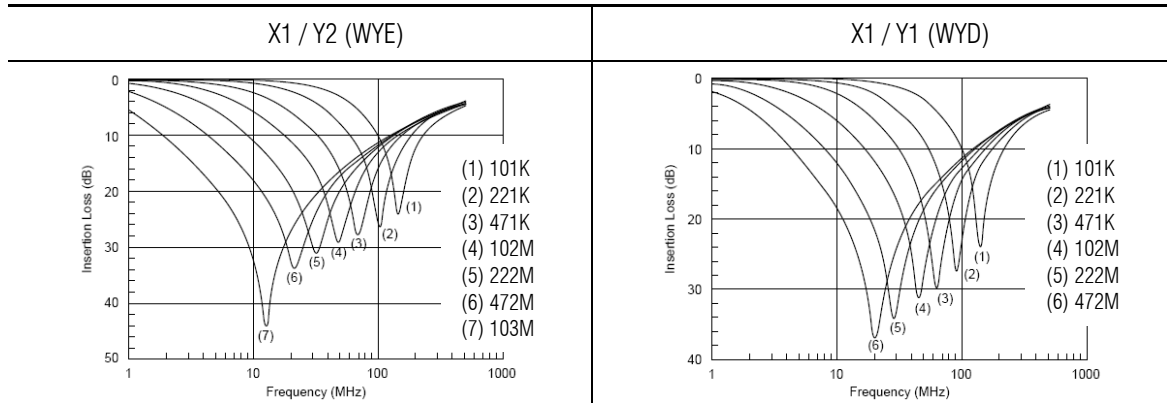 X1 / Y2 (WYE)
X1 / Y1 (WYD)
0
10
20
30
40
50
Insertion Loss (dB)
1
10
100
1000
Frequency (MHz)
(1)
(2)
(3)
(4)
(5)
(6)
(7)
(1) 101K
(2) 221K
(3) 471K
(4) 102M
(5) 222M
(6) 472M
(7) 103M
0
10
20
30
40
Insertion Loss (dB)
1
10
100
1000
Frequency (MHz)
(1)
(2)
(3)
(4)
(5)
(6)
(1) 101K
(2) 221K
(3) 471K
(4) 102M
(5) 222M
(6) 472M